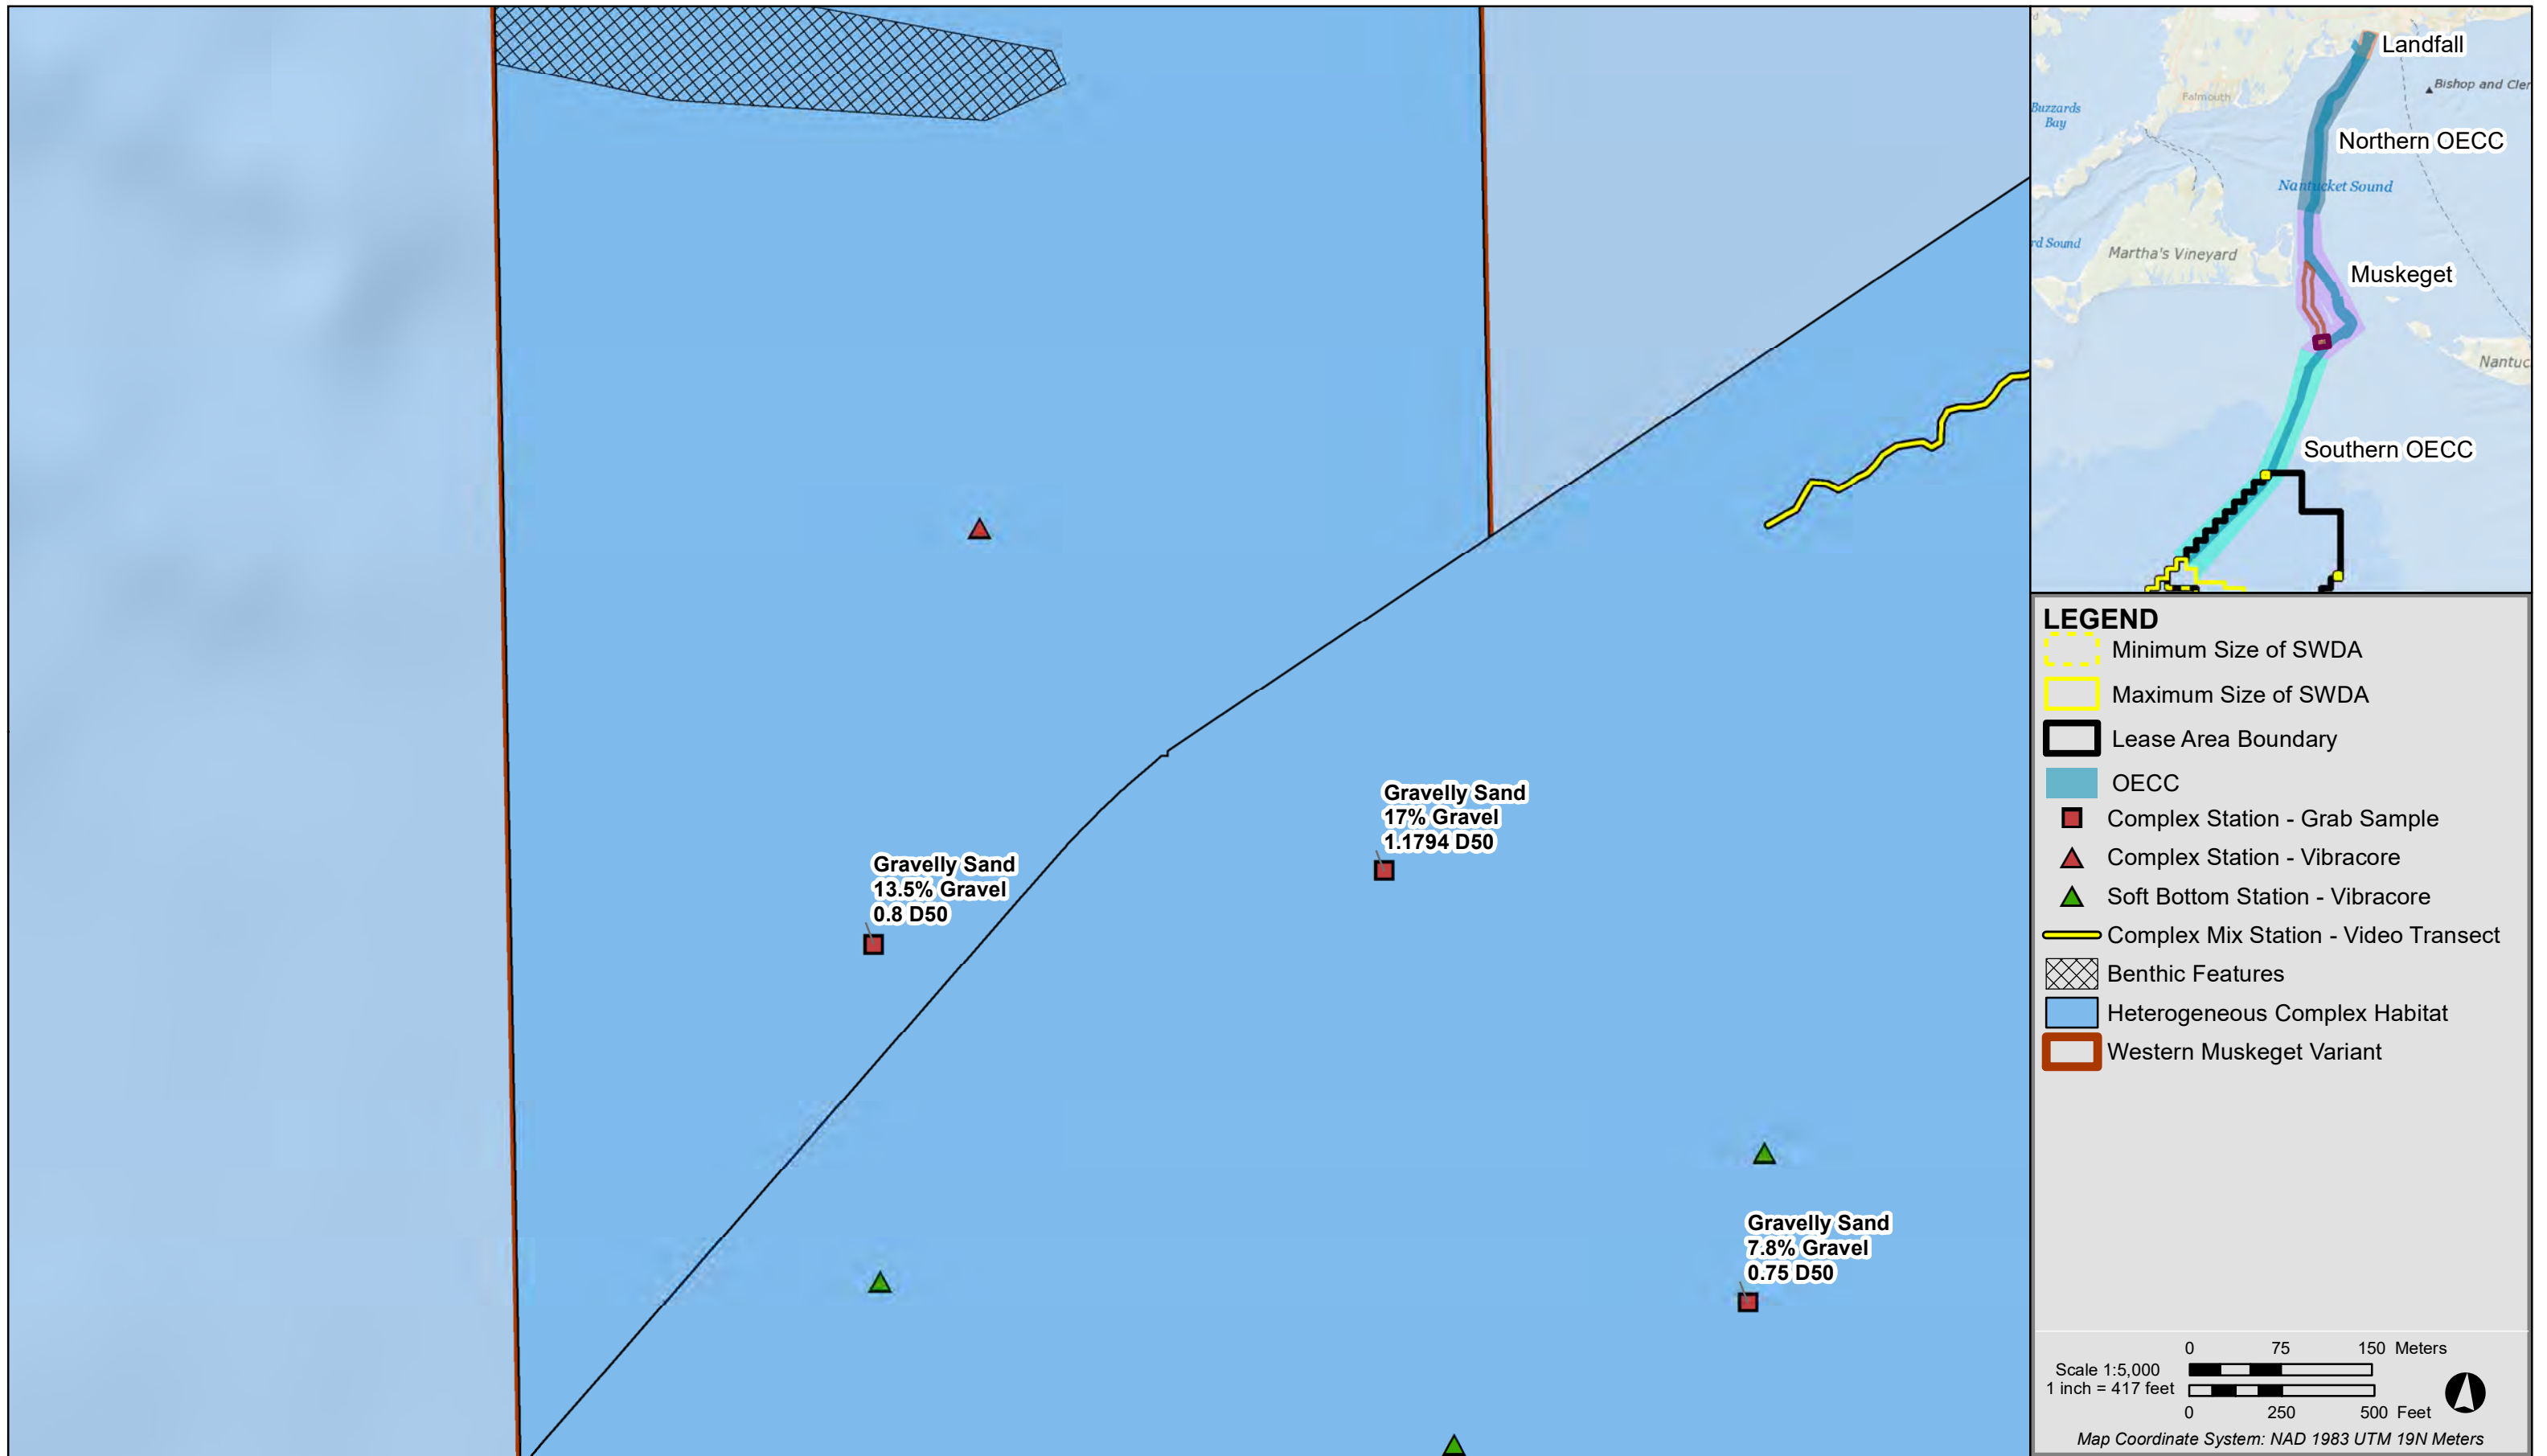 Gravelly Sand
17% Gravel
1.1794 D50
Gravelly Sand
13.5% Gravel
0.8 D50
Gravelly Sand
7.8% Gravel
0.75 D50
Landfall
Bishop and Cler
Falmouth
Buzzards
Bay
Northern OECC
Nantucket Sound
rd Sound
Martha's Vineyard
Muskeget
Nantuc
Southern OECC
LEGEND
Minimum Size of SWDA
Maximum Size of SWDA
Lease Area Boundary
OECC
Complex Station - Grab Sample
Complex Station - Vibracore
Soft Bottom Station - Vibracore
Complex Mix Station - Video Transect
Benthic Features
Heterogeneous Complex Habitat
Western Muskeget Variant
0 75 150 Meters
Scale 1:5,000
1 inch = 417 feet
0 250 500 Feet
Map Coordinate System: NAD 1983 UTM 19N Meters